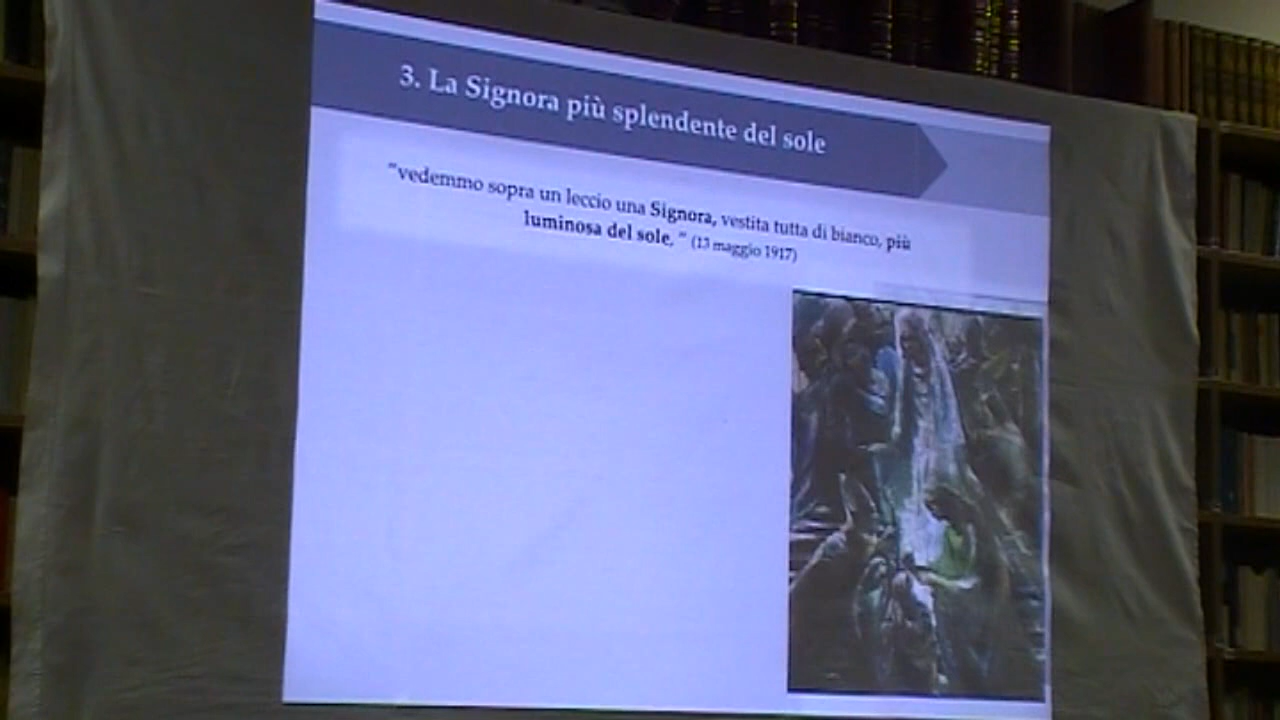 3. La Signora più splendente del sole
“vedemmo sopra un leccio una Signora, vestita tutta di bianco, più
luminosa del sole, ” (13 maggio 1917)